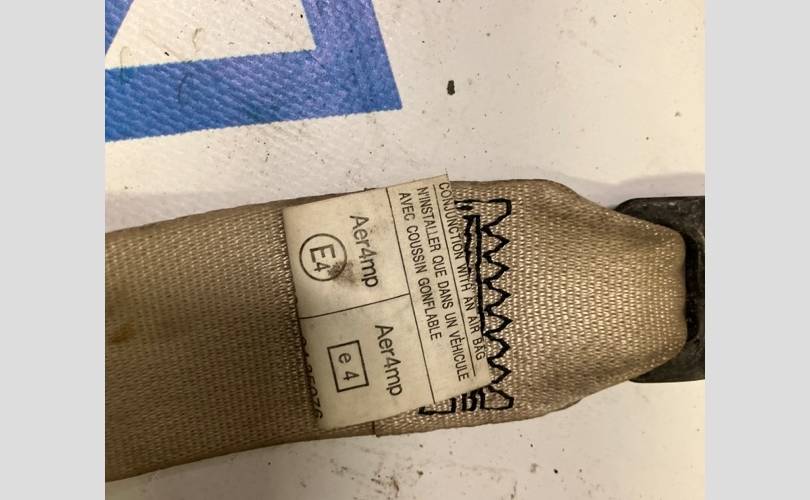 CONJUNCTION WITH AN AIR BAG
N'INSTALLER QUE DANS UN VÉHICULE
AVEC COUSSIN GONFLABLE
Aer4mp
E4
Aer4mp
e 4